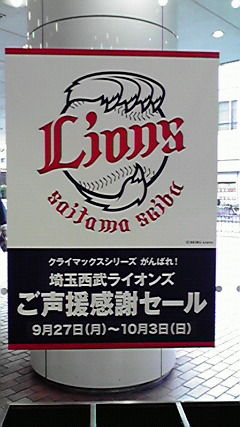 Lions
saitama seibu
クライマックスシリーズ がんばれ!
埼玉西武ライオンズ
ご声援感謝セール
9月27日(月)〜10月3日(日)